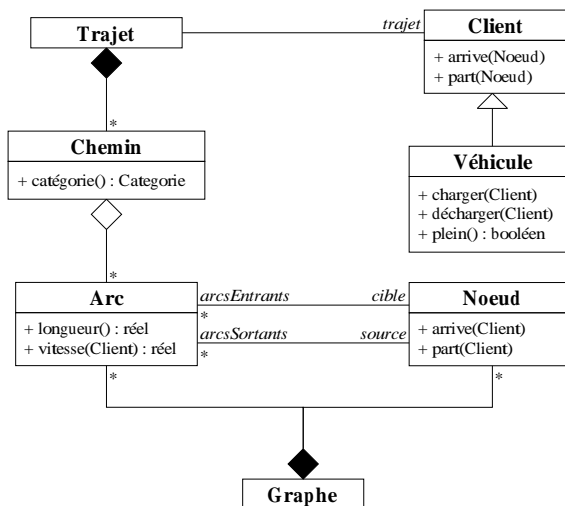 Trajet
trajet
Client
+ arrive(Noeud)
+ part(Noeud)
*
Chemin
+ catégorie() : Categorie
Véhicule
+ charger(Client)
+ décharger(Client)
+ plein() : booléen
*
Arc
+ longueur() : réel
+ vitesse(Client) : réel
arcsEntrants
cible
*
arcsSortants
source
*
Noeud
+ arrive(Client)
+ part(Client)
*
*
Graphe